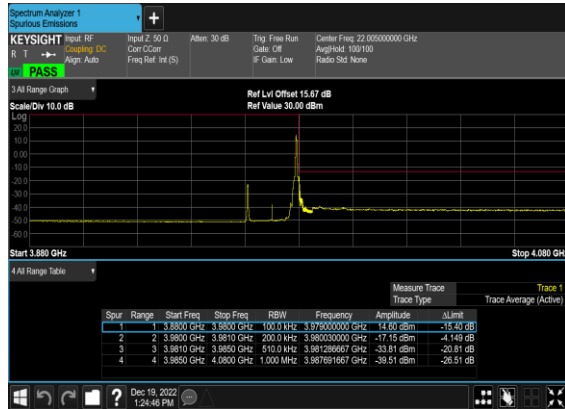 Spectrum Analyzer 1
Spurious Emissions
+
KEYSIGHT Input: RF Input Z: 50 Ω Atten: 30 dB Trig: Free Run Center Freq: 22.005000000 GHz
R T Coupling: DC Corr CCorr Gate: Off Avg|Hold: 100/100
Align: Auto Freq Ref: Int (S) IF Gain: Low Radio Std: None
PASS
3 All Range Graph
Ref Lvl Offset 15.67 dB
Scale/Div 10.0 dB Ref Value 30.00 dBm
Log
20.0
10.0
0.00
-10.0
-20.0
-30.0
-40.0
-50.0
-60.0
Start 3.880 GHz Stop 4.080 GH
4 All Range Table
Measure Trace Trace 1
Trace Type Trace Average (Active)
Spur Range Start Freq Stop Freq RBW Frequency Amplitude ΔLimit
1 1 3.8800 GHz 3.9800 GHz 100.0 kHz 3.979000000 GHz 14.60 dBm -15.40 dB
2 2 3.9800 GHz 3.9810 GHz 200.0 kHz 3.980030000 GHz -17.15 dBm -4.149 dB
3 3 3.9810 GHz 3.9850 GHz 510.0 kHz 3.981286667 GHz -33.81 dBm -20.81 dB
4 4 3.9850 GHz 4.0800 GHz 1.000 MHz 3.987691667 GHz -39.51 dBm -26.51 dB
? Dec 19, 2022
1:24:46 PM